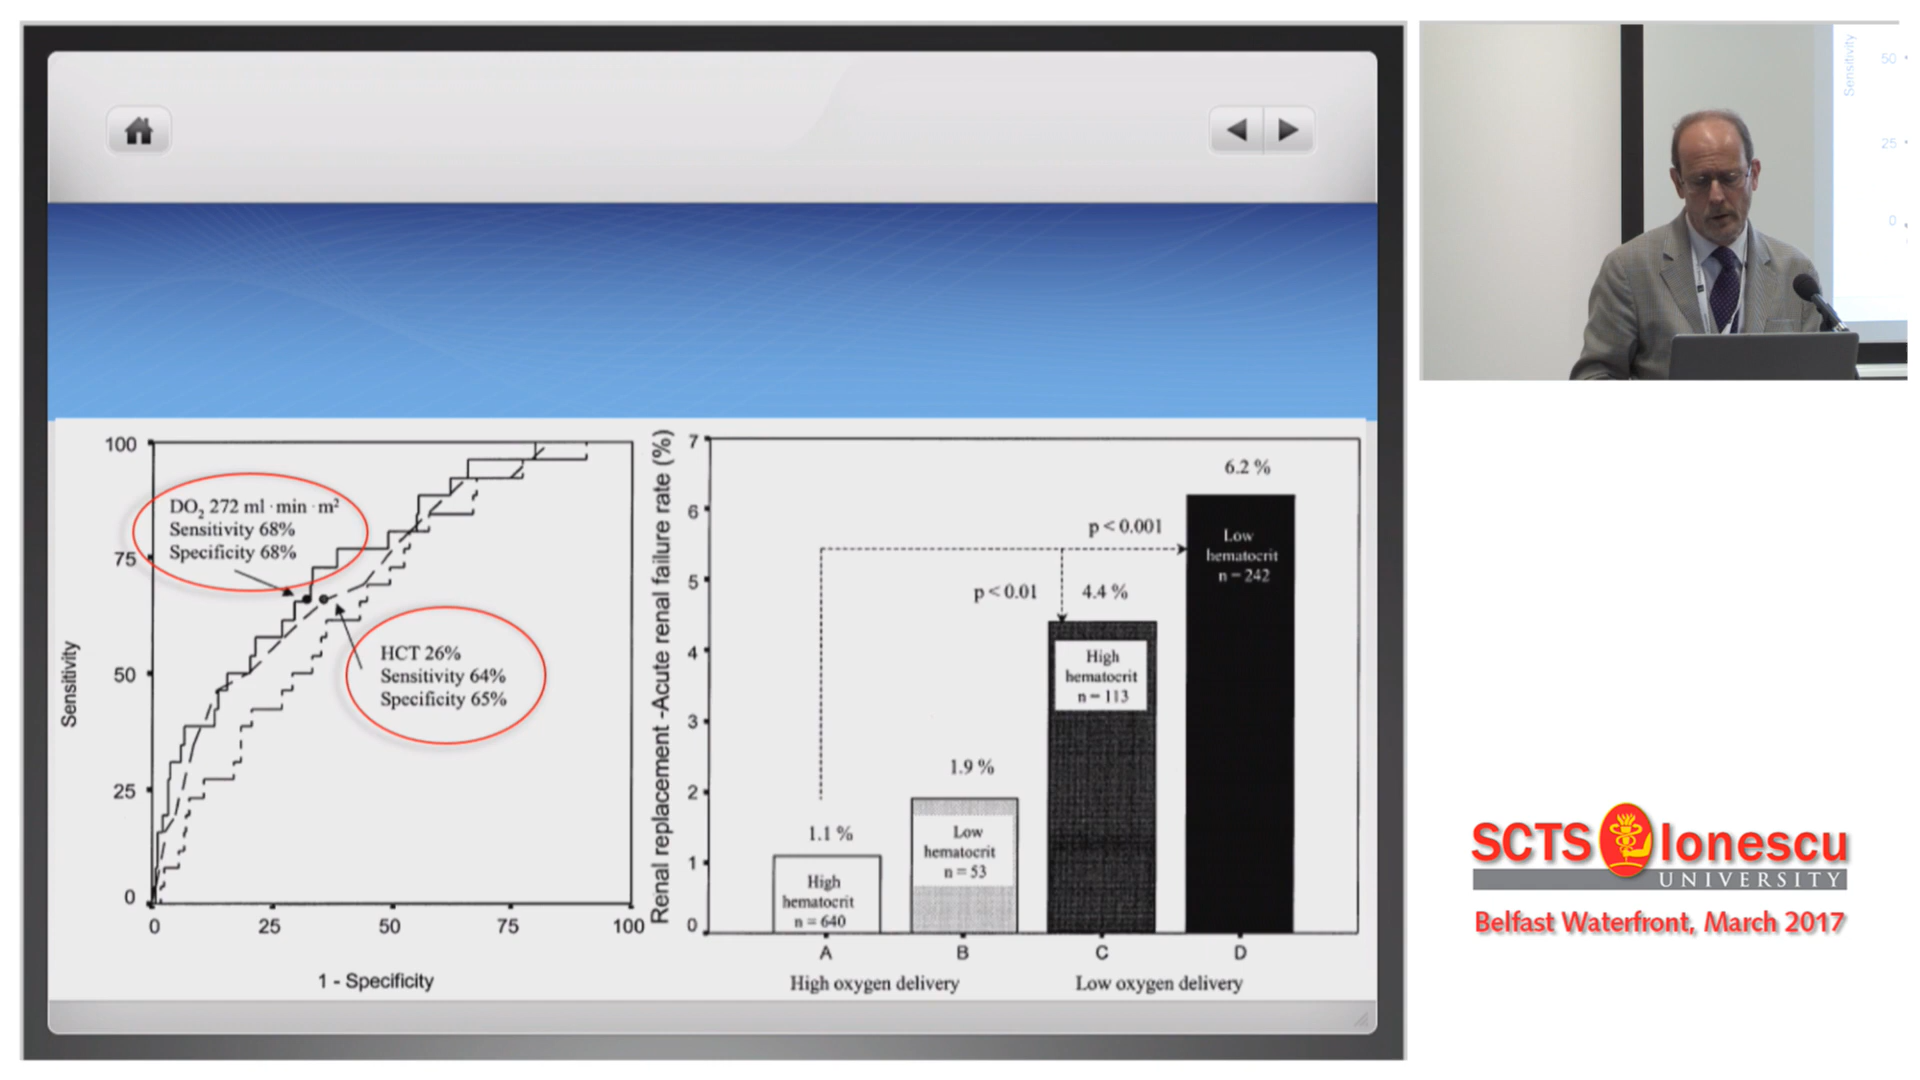 100
75
50
25
0
Sensitivity
DO₂ 272 ml · min · m²
Sensitivity 68%
Specificity 68%
HCT 26%
Sensitivity 64%
Specificity 65%
0
25
50
75
100
1 - Specificity
Renal replacement -Acute renal failure rate (%)
7
6
5
4
3
2
1
0
1.1 %
High
hematocrit
n = 640
1.9 %
Low
hematocrit
n = 53
p < 0.01
4.4 %
High
hematocrit
n = 113
p < 0.001
6.2 %
Low
hematocrit
n = 242
A
B
C
D
High oxygen delivery
Low oxygen delivery
Sensitivity
50
25
0
SCTS Ionescu
UNIVERSITY
Belfast Waterfront, March 2017